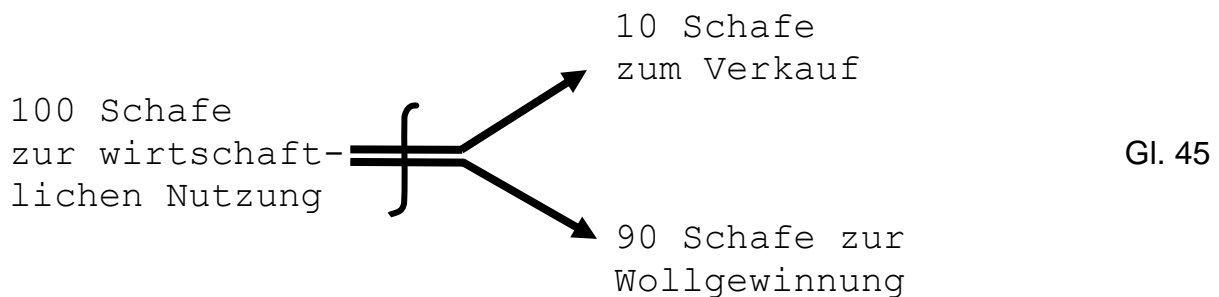 10 Schafe
zum Verkauf
100 Schafe
zur wirtschaft-
lichen Nutzung
Gl. 45
90 Schafe zur
Wollgewinnung